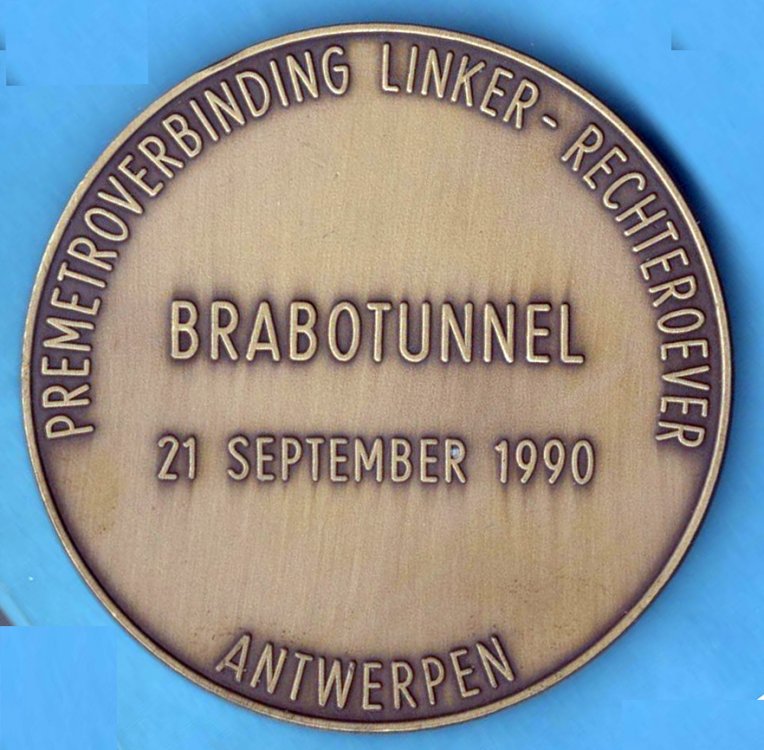 PREMETROVERBINDING LINKER-RECHTEROEVER
BRABOTUNNEL
21 SEPTEMBER 1990
ANTWERPEN